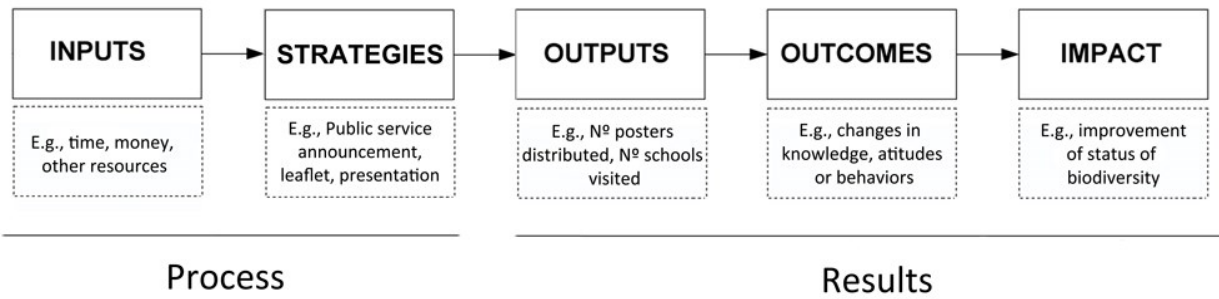 INPUTS
STRATEGIES
OUTPUTS
OUTCOMES
IMPACT
E.g., time, money,
other resources
E.g., Public service
announcement,
leaflet, presentation
E.g., Nº posters
distributed, Nº schools
visited
E.g., changes in
knowledge, atitudes
or behaviors
E.g., improvement
of status of
biodiversity
Process
Results